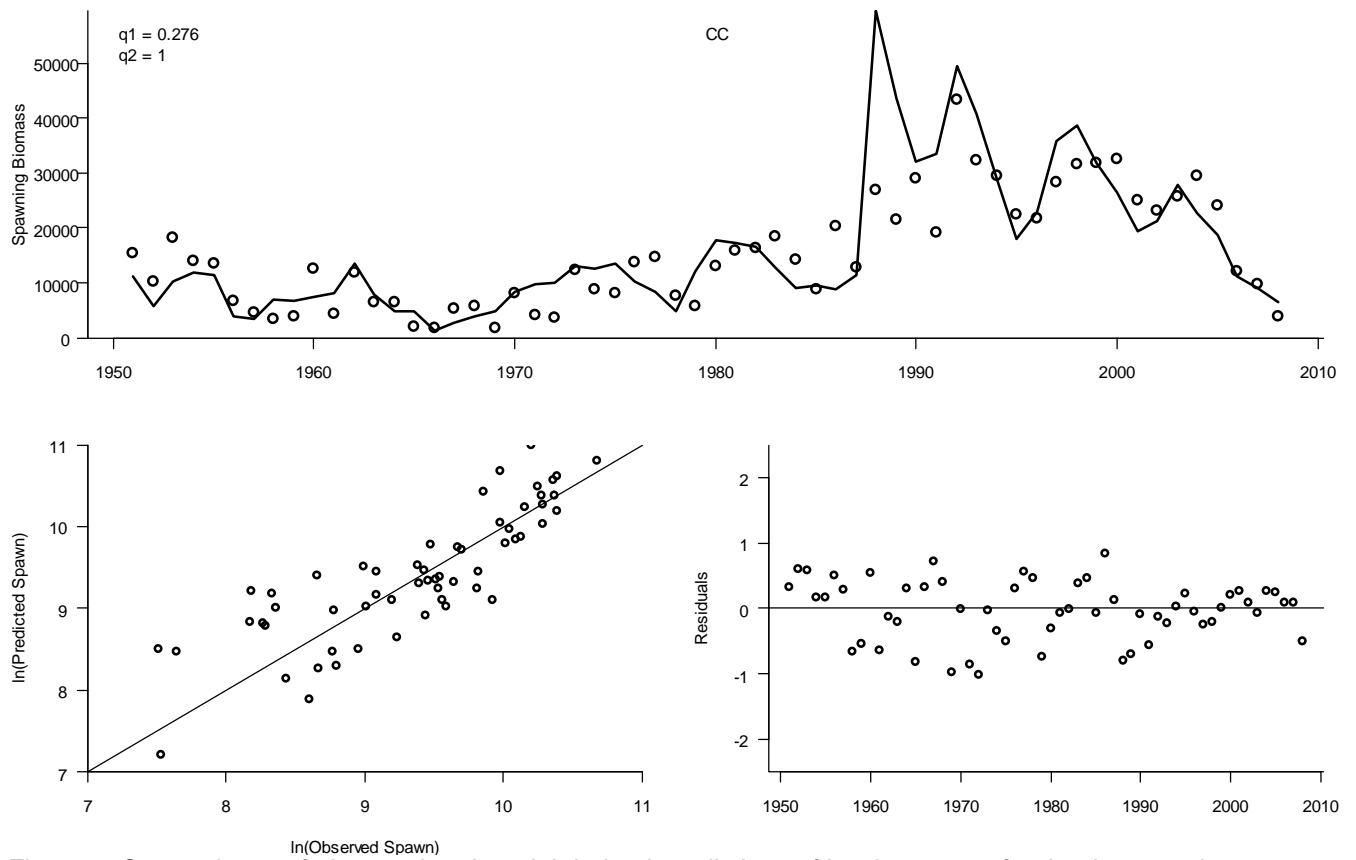 q1 = 0.276
q2 = 1
CC
Spawning Biomass
50000
40000
30000
20000
10000
0
1950 1960 1970 1980 1990 2000 2010
ln(Predicted Spawn)
11
10
9
8
7
7 8 9 10 11
ln(Observed Spawn)
Residuals
2
1
0
-1
-2
1950 1960 1970 1980 1990 2000 2010